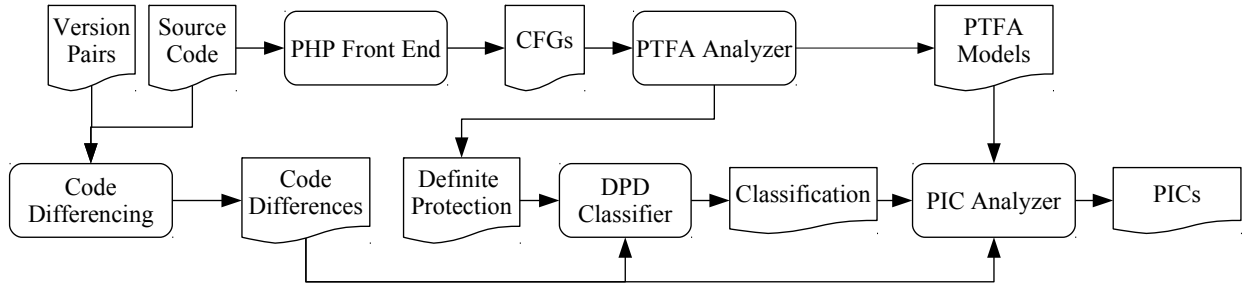 Version
Pairs
Source
Code
PHP Front End
CFGs
PTFA Analyzer
PTFA
Models
Code
Differencing
Code
Differences
Definite
Protection
DPD
Classifier
Classification
PIC Analyzer
PICs